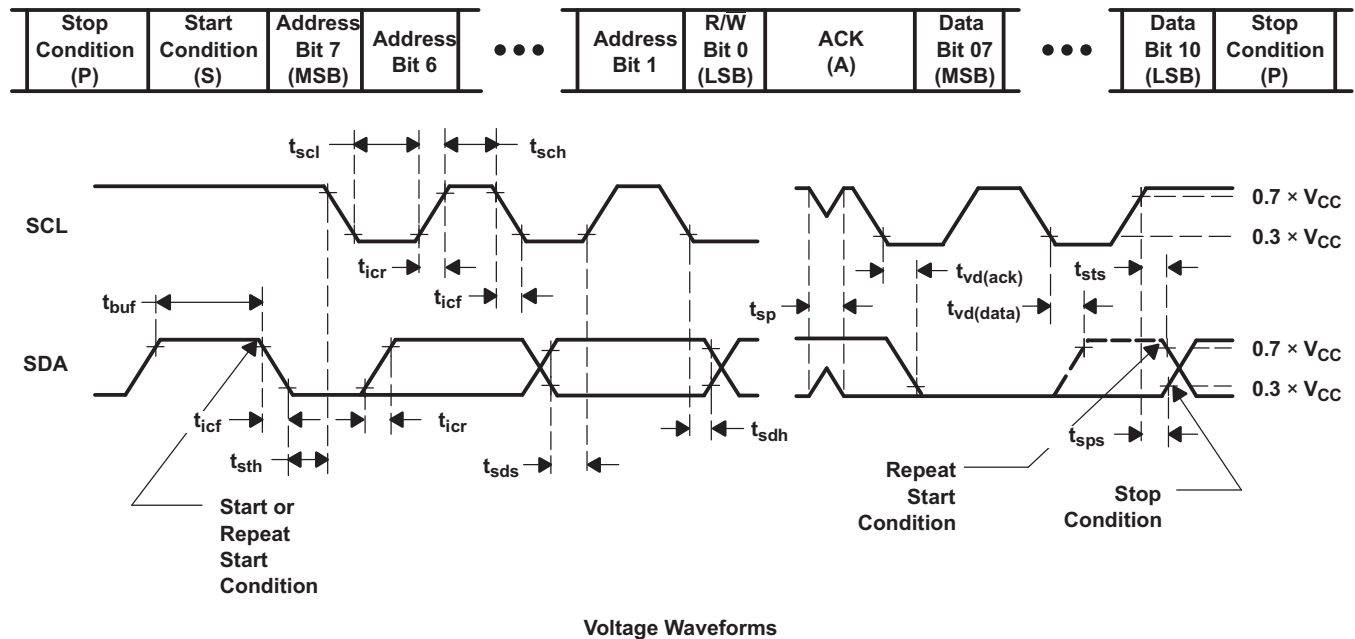 Stop Condition (P)
Start Condition (S)
Address Bit 7 (MSB)
Address Bit 6
•••
Address Bit 1
R/W̅ Bit 0 (LSB)
ACK (A)
Data Bit 07 (MSB)
•••
Data Bit 10 (LSB)
Stop Condition (P)
tscl
tsch
SCL
0.7 × VCC
0.3 × VCC
ticr
ticf
tbuf
tsp
tvd(ack)
tsts
tvd(data)
SDA
0.7 × VCC
0.3 × VCC
ticf
ticr
tsdh
tsth
tsds
tsps
Start or
Repeat
Start
Condition
Repeat
Start
Condition
Stop
Condition
Voltage Waveforms